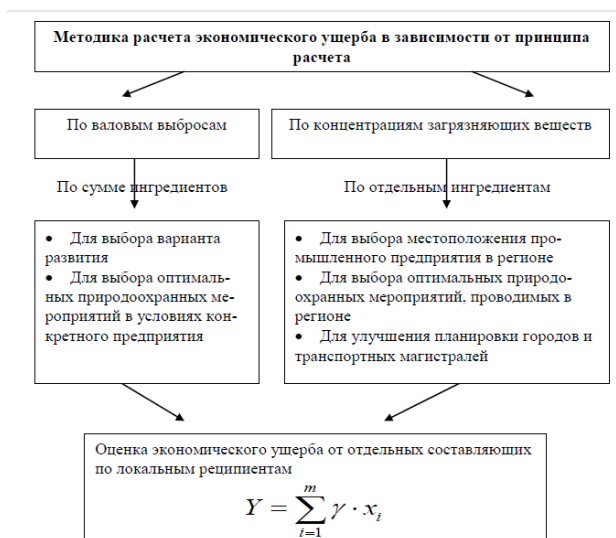 Методика расчета экономического ущерба в зависимости от принципа
расчета
По валовым выбросам
По концентрациям загрязняющих веществ
По сумме ингредиентов
По отдельным ингредиентам
• Для выбора варианта
развития
• Для выбора оптималь-
ных природоохранных ме-
роприятий в условиях кон-
кретного предприятия
• Для выбора местоположения про-
мышленного предприятия в регионе
• Для выбора оптимальных природо-
охранных мероприятий, проводимых в
регионе
• Для улучшения планировки городов и
транспортных магистралей
Оценка экономического ущерба от отдельных составляющих
по локальным реципиентам
Y = ∑_{i=1}^{m} γ · x_i